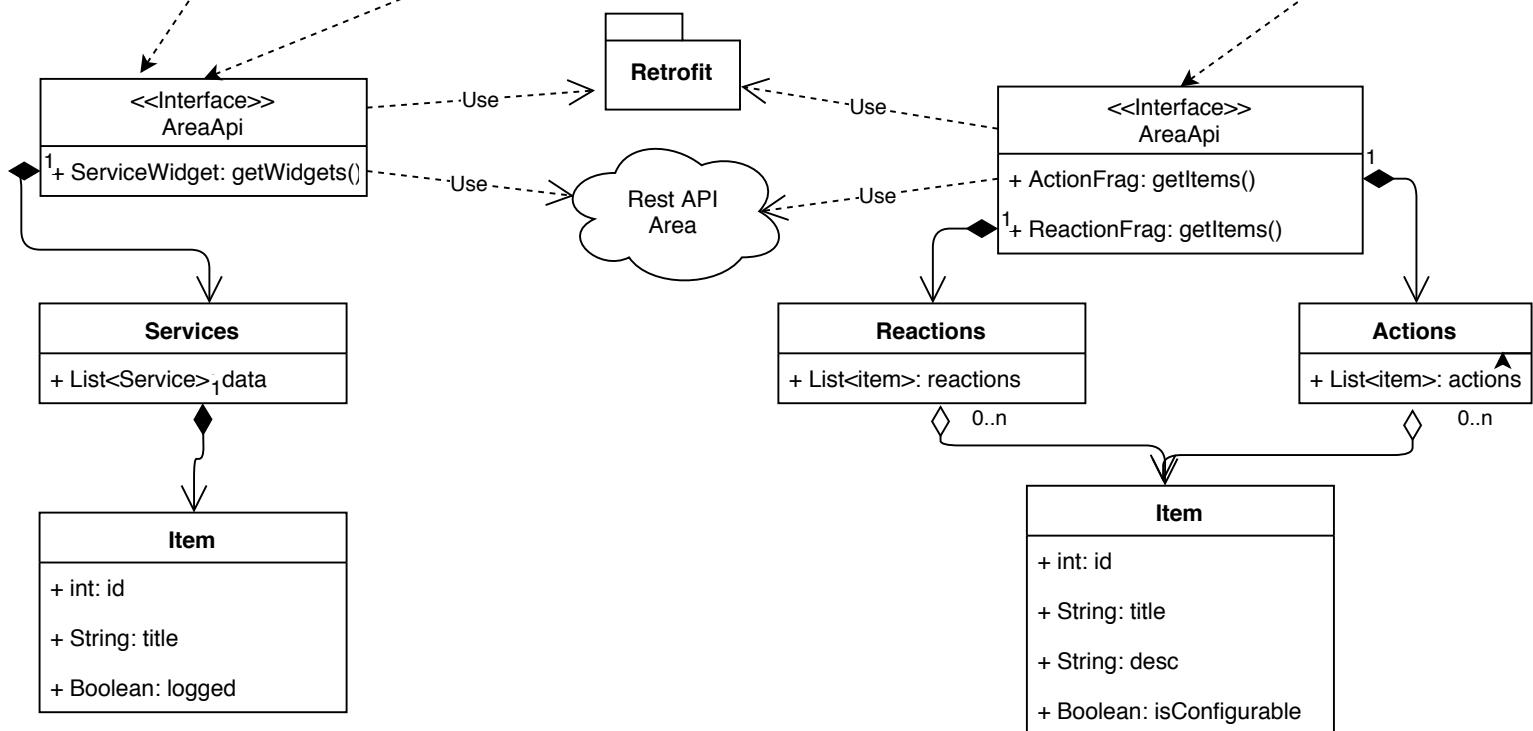 <<Interface>>
AreaApi
1
+ ServiceWidget: getWidgets()
Use
Use
Retrofit
Rest API
Area
Use
Use
<<Interface>>
AreaApi
1
+ ActionFrag: getItems()
1
+ ReactionFrag: getItems()
Services
+ List<Service>: data
1
Item
+ int: id
+ String: title
+ Boolean: logged
Reactions
+ List<item>: reactions
0..n
Actions
+ List<item>: actions
0..n
Item
+ int: id
+ String: title
+ String: desc
+ Boolean: isConfigurable